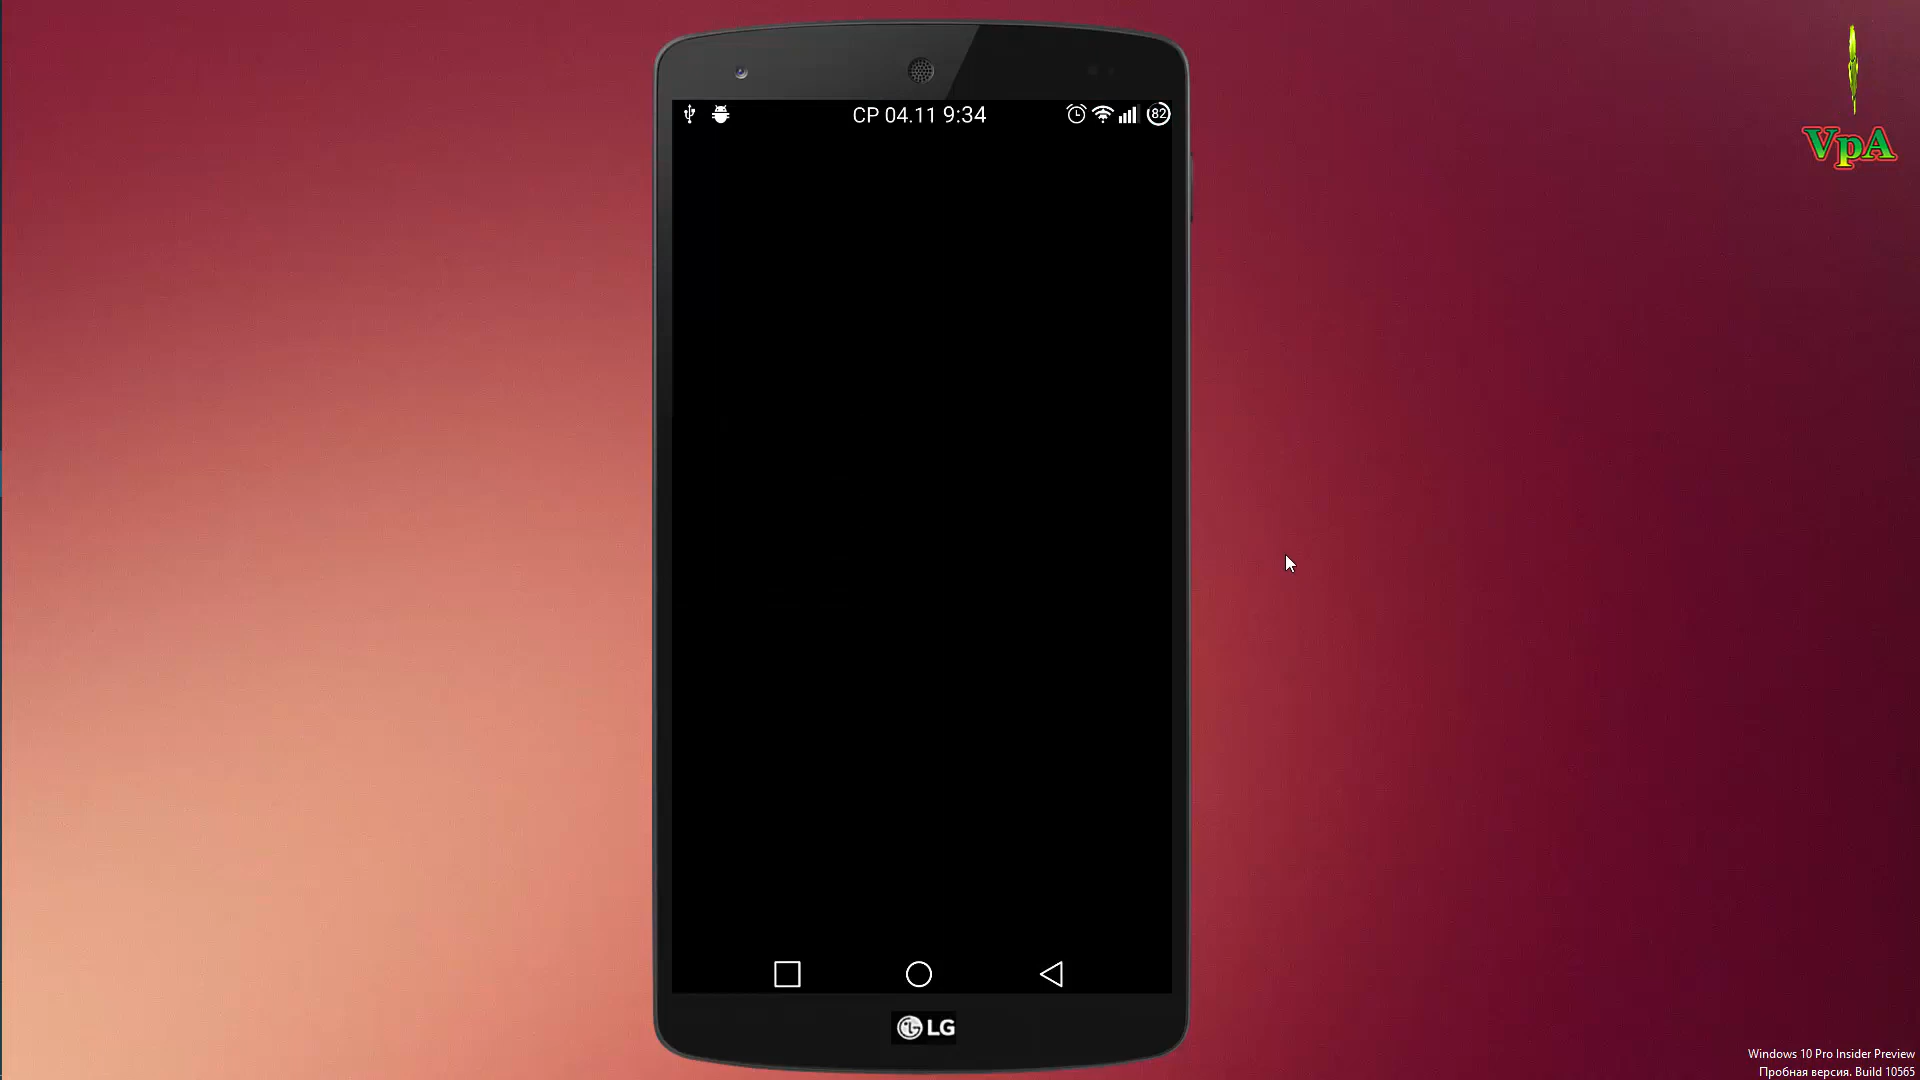 СР 04.11 9:34
82
VpA
LG
Windows 10 Pro Insider Preview
Пробная версия. Build 10565